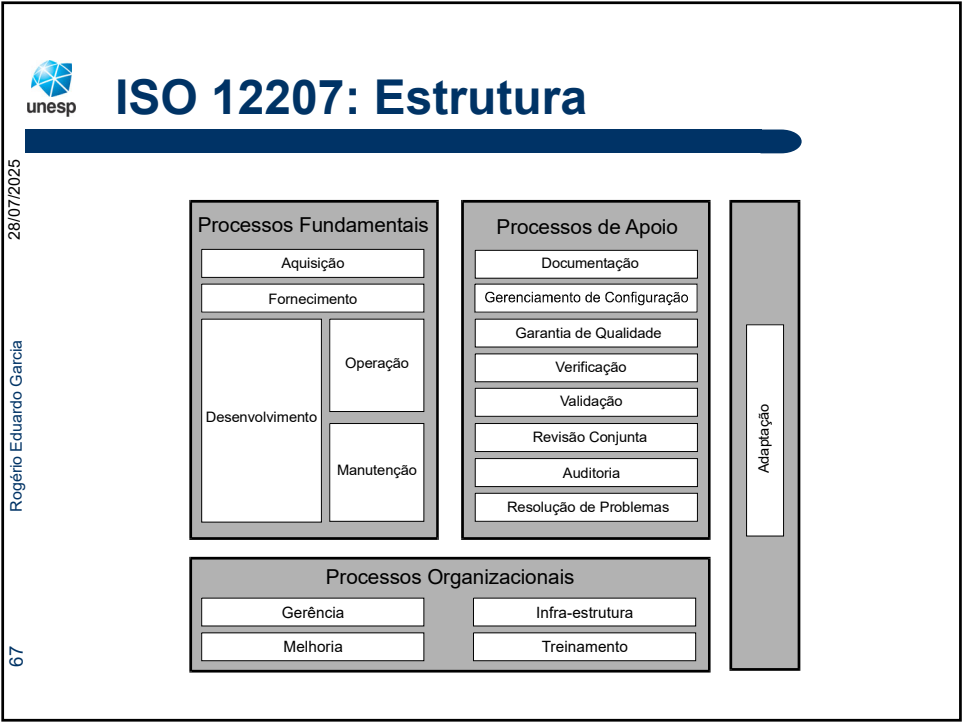 unesp
ISO 12207: Estrutura
28/07/2025
Rogério Eduardo Garcia
67
Processos Fundamentais
Aquisição
Fornecimento
Desenvolvimento
Operação
Manutenção
Processos de Apoio
Documentação
Gerenciamento de Configuração
Garantia de Qualidade
Verificação
Validação
Revisão Conjunta
Auditoria
Resolução de Problemas
Adaptação
Processos Organizacionais
Gerência
Infra-estrutura
Melhoria
Treinamento